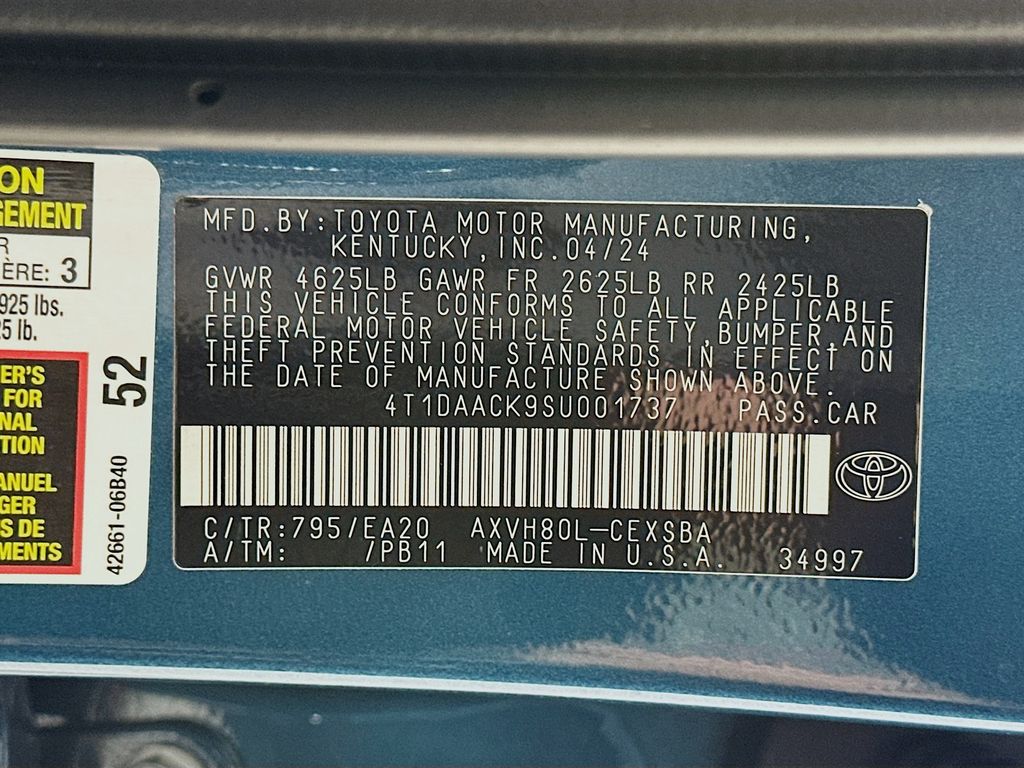 ON
GEMENT
R
ÈRE: 3
925 lbs.
25 lb.
ER'S
FOR
NAL
TION
ANUEL
GER
S DE
EMENTS
52
42661-06B40
MFD.BY:TOYOTA MOTOR MANUFACTURING,
KENTUCKY,INC.04/24
GVWR 4625LB GAWR FR 2625LB RR 2425LB
THIS VEHICLE CONFORMS TO ALL APPLICABLE
FEDERAL MOTOR VEHICLE SAFETY,BUMPER,AND
THEFT PREVENTION STANDARDS IN EFFECT ON
THE DATE OF MANUFACTURE SHOWN ABOVE.
4T1DAACK9SU001737 PASS.CAR
C/TR:795/EA20 AXVH80L-CEXSBA
A/TM: /PB11 MADE IN U.S.A. 34997